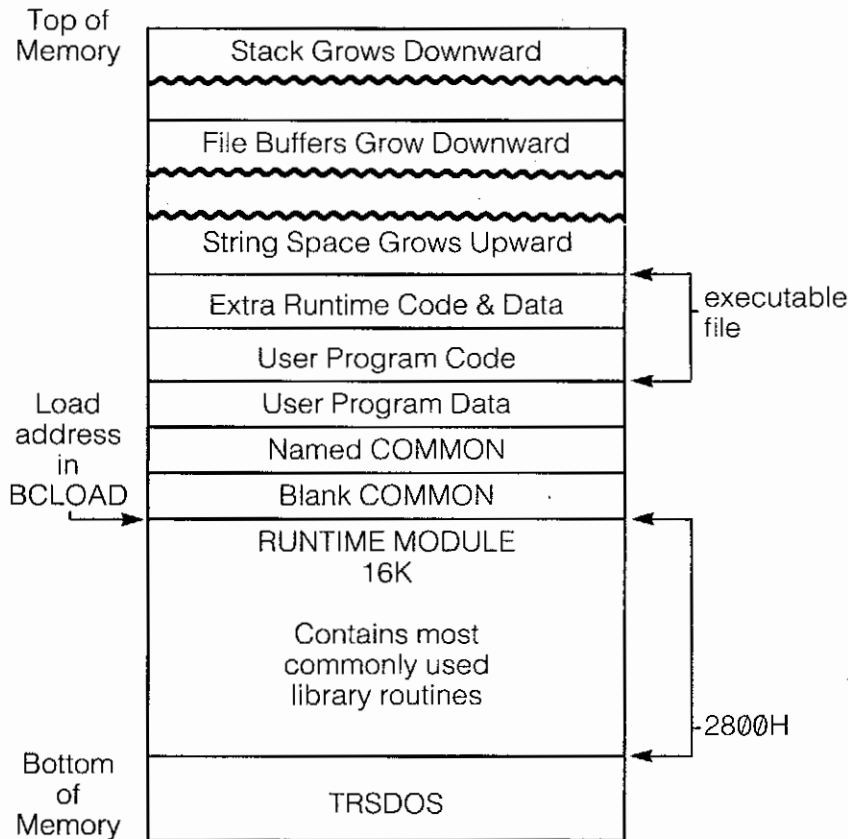 Top of
Memory
Stack Grows Downward
File Buffers Grow Downward
String Space Grows Upward
Extra Runtime Code & Data
executable
file
User Program Code
User Program Data
Load
address
in
BCLOAD
Named COMMON
Blank COMMON
RUNTIME MODULE
16K
Contains most
commonly used
library routines
2800H
Bottom
of
Memory
TRSDOS